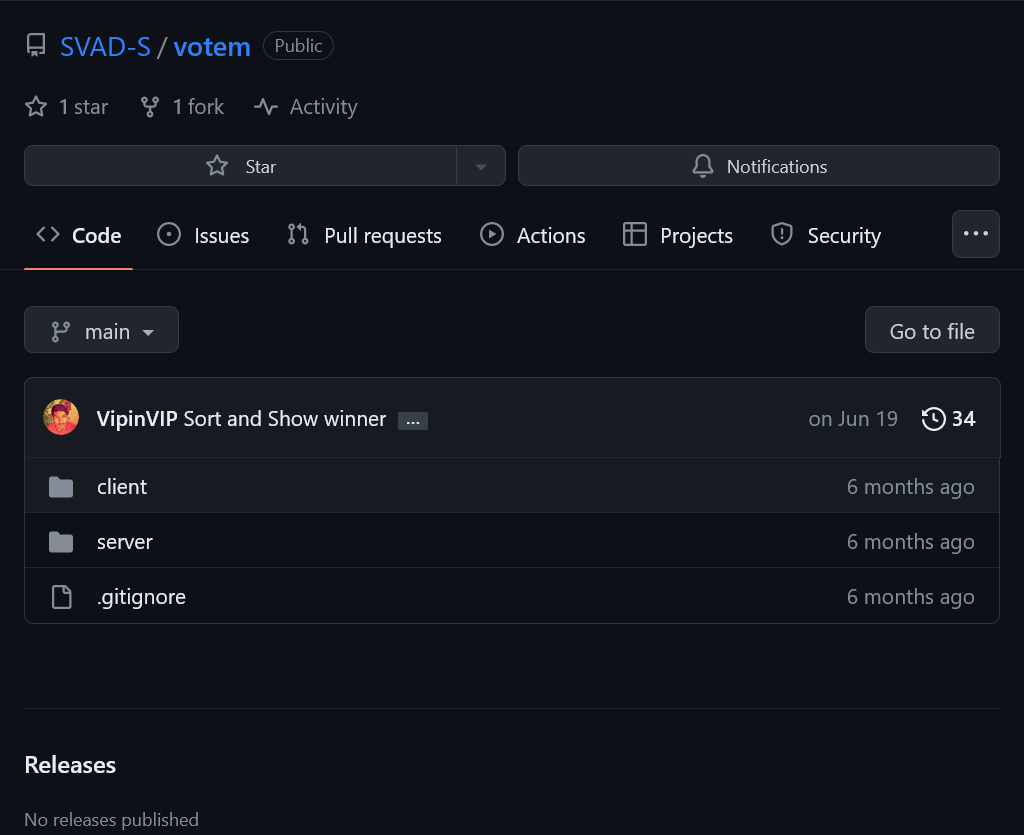 SVAD-S / votem Public
1 star 1 fork Activity
Star Notifications
Code Issues Pull requests Actions Projects Security ...
main Go to file
VipinVIP Sort and Show winner ... on Jun 19 34
client 6 months ago
server 6 months ago
.gitignore 6 months ago
Releases
No releases published